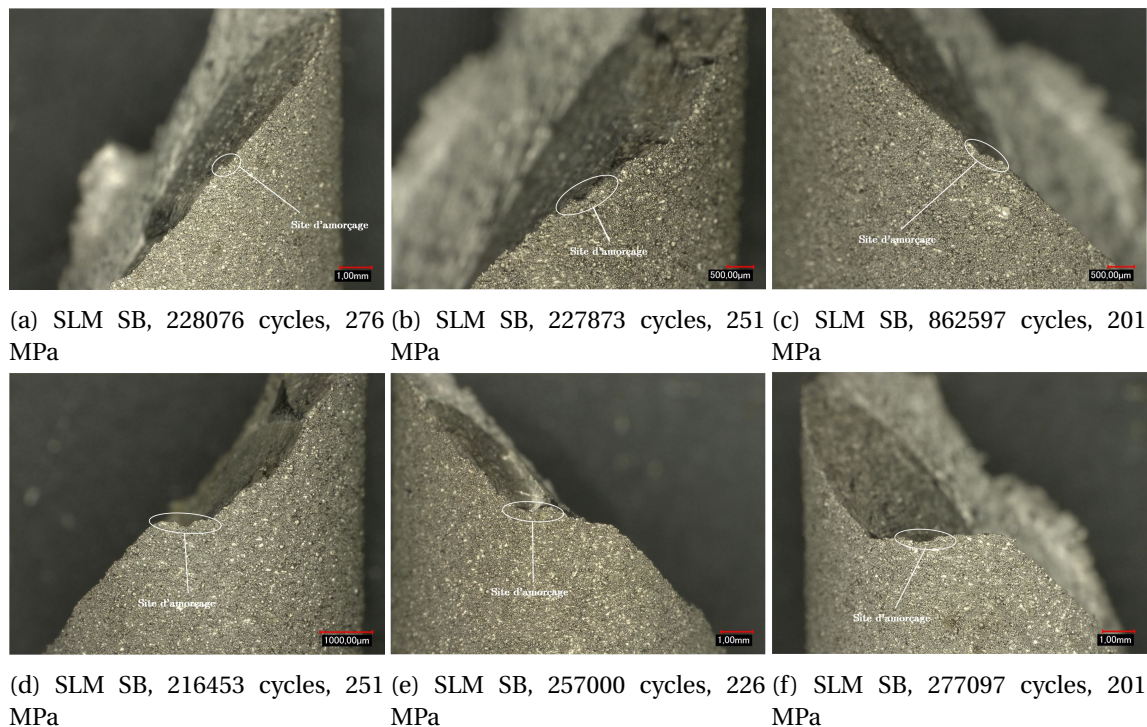 Site d'amorçage
1,00mm
Site d'amorçage
500,00µm
Site d'amorçage
500,00µm
(a) SLM SB, 228076 cycles, 276
MPa
(b) SLM SB, 227873 cycles, 251
MPa
(c) SLM SB, 862597 cycles, 201
MPa
Site d'amorçage
1000,00µm
Site d'amorçage
1,00mm
Site d'amorçage
1,00mm
(d) SLM SB, 216453 cycles, 251
MPa
(e) SLM SB, 257000 cycles, 226
MPa
(f) SLM SB, 277097 cycles, 201
MPa